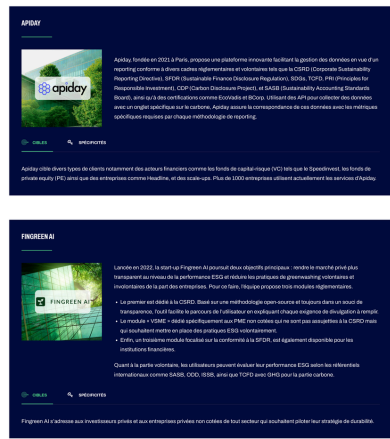 APIDAY
Apiday, fondée en 2021 à Paris, propose une plateforme innovante facilitant la gestion des données en vue d'un
reporting conforme à divers cadres réglementaires et volontaires tels que la CSRD (Corporate Sustainability
Reporting Directive), SFDR (Sustainable Finance Disclosure Regulation), SDGs, TCFD, PRI (Principles for
Responsible Investment), CDP (Carbon Disclosure Project), et SASB (Sustainability Accounting Standards
Board), ainsi qu'à des certifications comme EcoVadis et BCorp. Utilisant des API pour collecter des données
avec un onglet spécifique sur le carbone, Apiday assure la correspondance de ces données avec les métriques
spécifiques requises par chaque méthodologie de reporting.
apiday
CIBLES SPÉCIFICITÉS
Apiday cible divers types de clients notamment des acteurs financiers comme les fonds de capital-risque (VC) tels que le Speedinvest, les fonds de
private equity (PE) ainsi que des entreprises comme Headline, et des scale-ups. Plus de 1000 entreprises utilisent actuellement les services d'Apiday.
FINGREEN AI
Lancée en 2022, la start-up Fingreen AI poursuit deux objectifs principaux : rendre le marché privé plus
transparent au niveau de la performance ESG et réduire les pratiques de greenwashing volontaires et
involontaires de la part des entreprises. Pour ce faire, l'équipe propose trois modules réglementaires.
FINGREEN AI
• Le premier est dédié à la CSRD. Basé sur une méthodologie open-source et toujours dans un souci de
transparence, l'outil facilite le parcours de l'utilisateur en expliquant chaque exigence de divulgation à remplir
• Le module « VSME » dédié spécifiquement aux PME non cotées qui ne sont pas assujetties à la CSRD mais
qui souhaitent mettre en place des pratiques ESG volontairement.
• Enfin, un troisième module focalisé sur la conformité à la SFDR, est également disponible pour les
institutions financières.
Quant à la partie volontaire, les utilisateurs peuvent évaluer leur performance ESG selon les référentiels
internationaux comme SASB, ODD, ISSB, ainsi que TCFD avec GHG pour la partie carbone.
CIBLES SPÉCIFICITÉS
Fingreen AI s'adresse aux investisseurs privés et aux entreprises privées non cotées de tout secteur qui souhaitent piloter leur stratégie de durabilité.